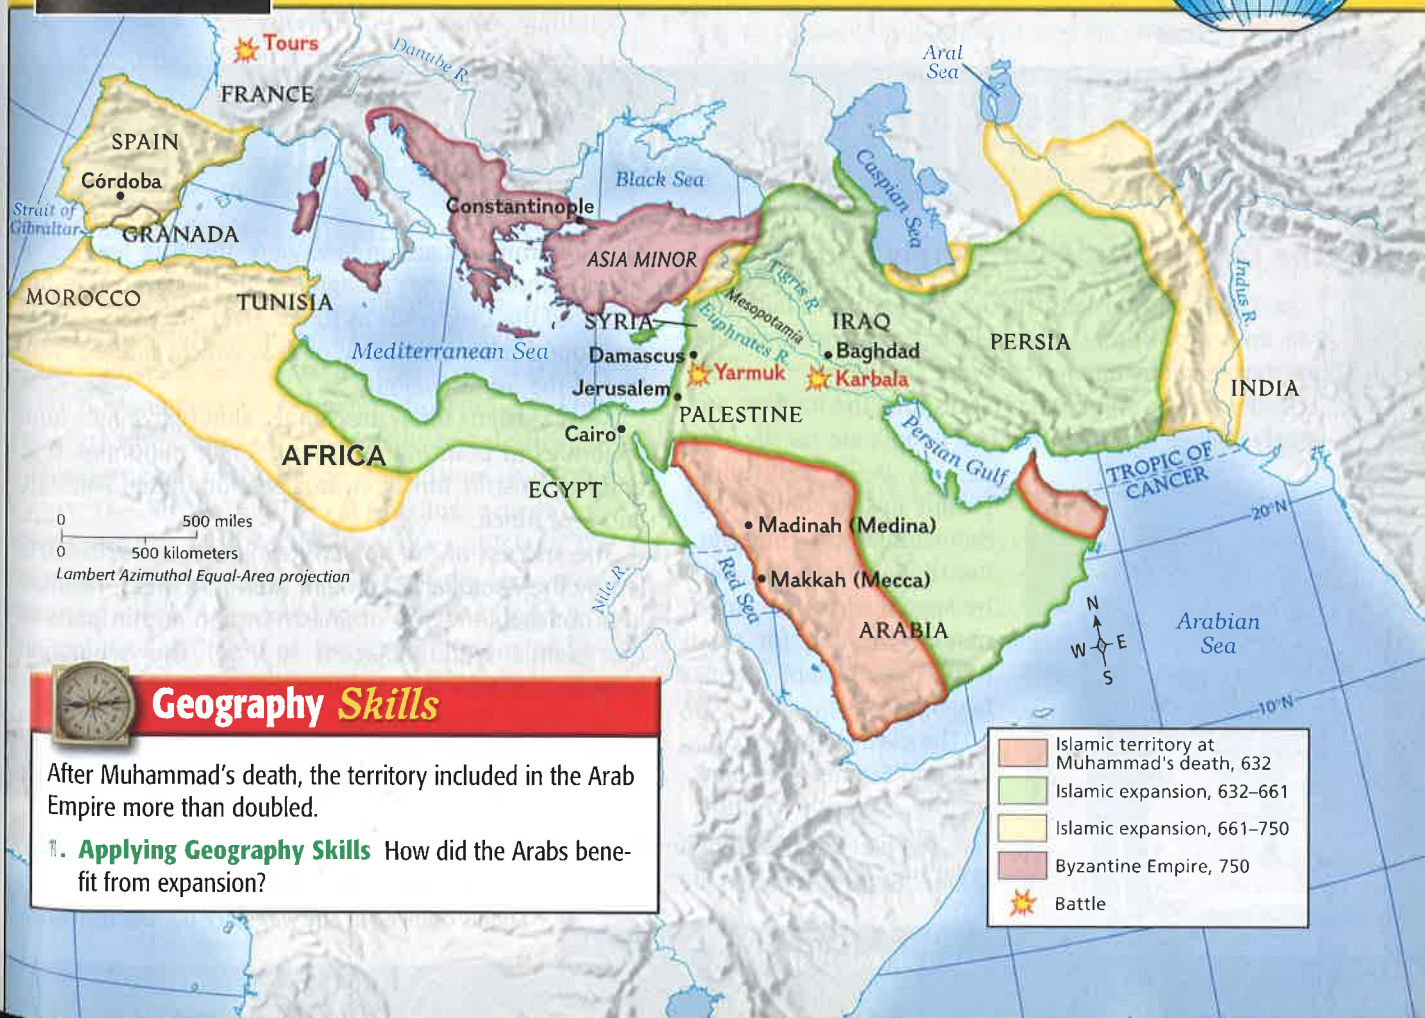 Tours
Danube R.
Aral
Sea
FRANCE
SPAIN
Córdoba
Black Sea
Caspian Sea
Constantinople
Strait of
Gibraltar
GRANADA
ASIA MINOR
Tigris R.
Indus R.
MOROCCO
TUNISIA
Mesopotamia
SYRIA
Euphrates R.
IRAQ
PERSIA
Mediterranean Sea
Damascus
Baghdad
Yarmuk
Karbala
Jerusalem
INDIA
PALESTINE
Cairo
AFRICA
Persian Gulf
TROPIC OF
CANCER
EGYPT
20°N
0 500 miles
0 500 kilometers
Lambert Azimuthal Equal-Area projection
Madinah (Medina)
Nile R.
Red Sea
Makkah (Mecca)
N
W E
S
Arabian
Sea
ARABIA
10°N
Geography Skills
After Muhammad's death, the territory included in the Arab
Empire more than doubled.
1. Applying Geography Skills How did the Arabs bene-
fit from expansion?
Islamic territory at
Muhammad's death, 632
Islamic expansion, 632–661
Islamic expansion, 661–750
Byzantine Empire, 750
Battle